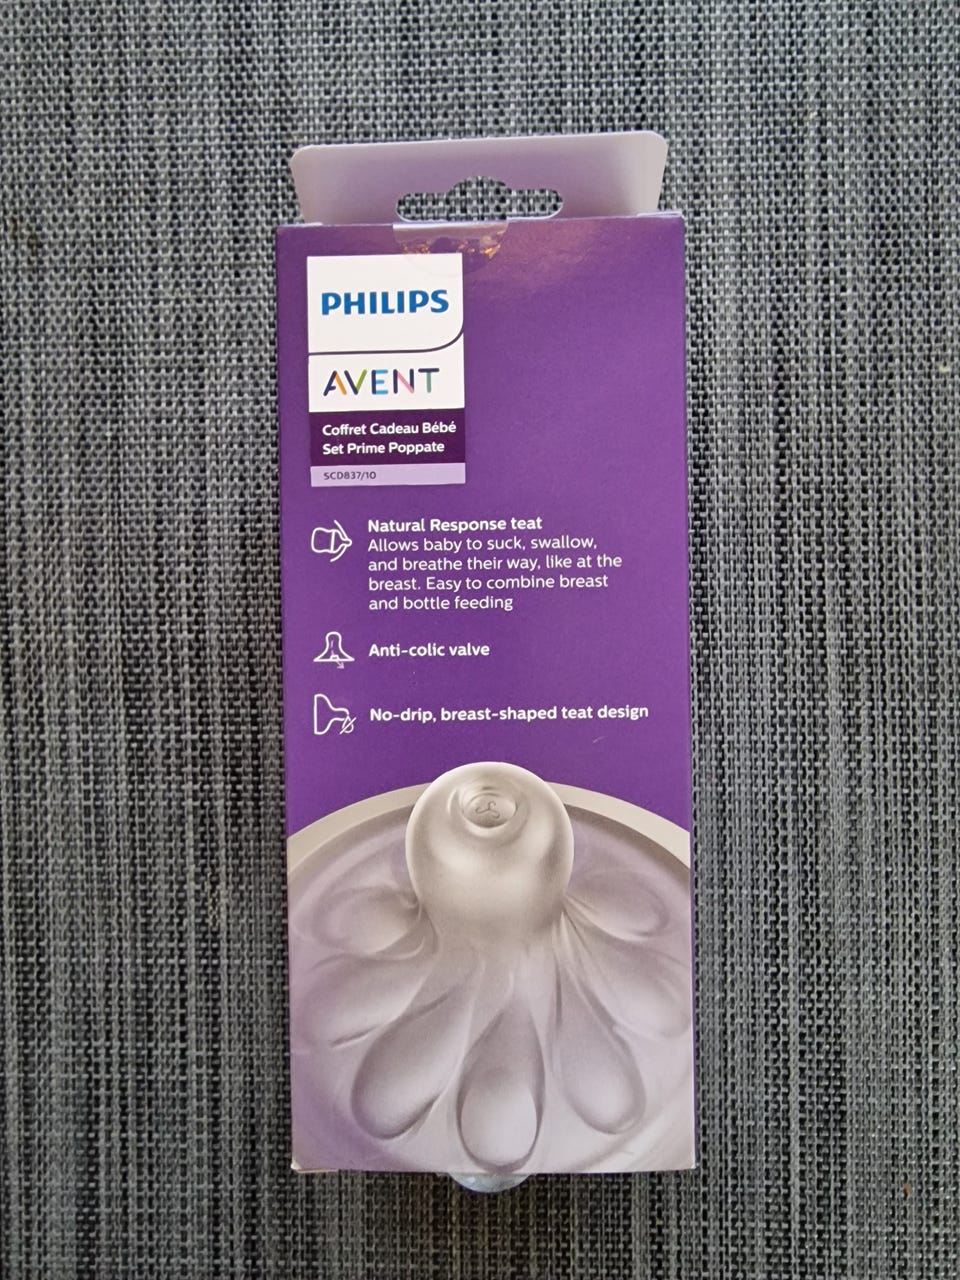 PHILIPS
AVENT
Coffret Cadeau Bébé
Set Prime Poppate
SCD837/10
Natural Response teat
Allows baby to suck, swallow,
and breathe their way, like at the
breast. Easy to combine breast
and bottle feeding
Anti-colic valve
No-drip, breast-shaped teat design